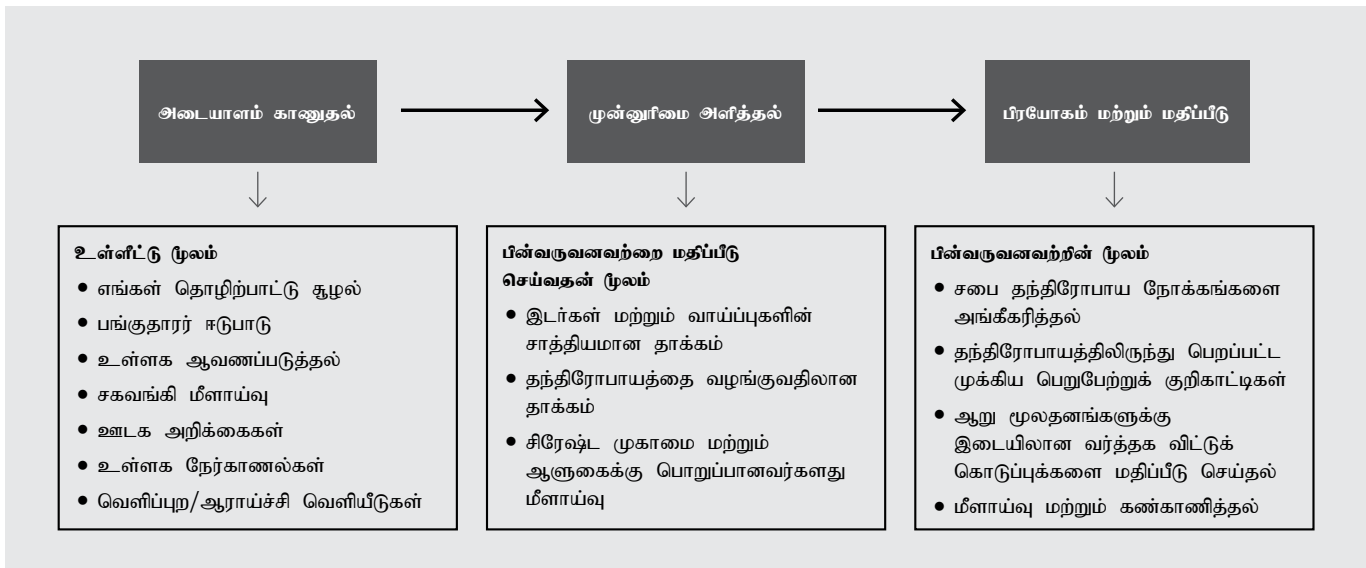 அடையாளம் காணுதல்
முன்னுரிமை அளித்தல்
பிரயோகம் மற்றும் மதிப்பீடு
உள்ளீட்டு மூலம்
• எங்கள் தொழிற்பாட்டு சூழல்
• பங்குதாரர் ஈடுபாடு
• உள்ளக ஆவணப்படுத்தல்
• சகவங்கி மீளாய்வு
• ஊடக அறிக்கைகள்
• உள்ளக நேர்காணல்கள்
• வெளிப்புற/ஆராய்ச்சி வெளியீடுகள்
பின்வருவனவற்றை மதிப்பீடு
செய்வதன் மூலம்
• இடர்கள் மற்றும் வாய்ப்புகளின்
சாத்தியமான தாக்கம்
• தந்திரோபாயத்தை வழங்குவதிலான
தாக்கம்
• சிரேஷ்ட முகாமை மற்றும்
ஆளுகைக்கு பொறுப்பானவர்களது
மீளாய்வு
பின்வருவனவற்றின் மூலம்
• சபை தந்திரோபாய நோக்கங்களை
அங்கீகரித்தல்
• தந்திரோபாயத்திலிருந்து பெறப்பட்ட
முக்கிய பெறுபேற்றுக் குறிகாட்டிகள்
• ஆறு மூலதனங்களுக்கு
இடையிலான வர்த்தக விட்டுக்
கொடுப்புக்களை மதிப்பீடு செய்தல்
• மீளாய்வு மற்றும் கண்காணித்தல்